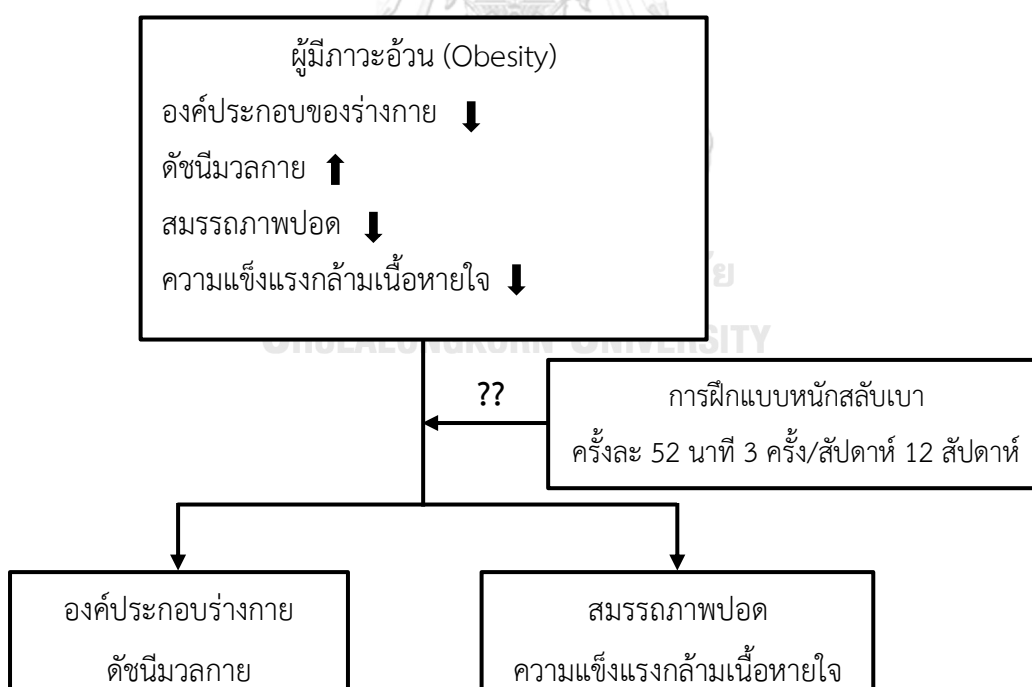 ผู้มีภาวะอ้วน (Obesity)
องค์ประกอบของร่างกาย ⬇
ดัชนีมวลกาย ⬆
สมรรถภาพปอด ⬇
ความแข็งแรงกล้ามเนื้อหายใจ ⬇
CHULALONGKORN UNIVERSITY
??
การฝึกแบบหนักสลับเบา
ครั้งละ 52 นาที 3 ครั้ง/สัปดาห์ 12 สัปดาห์
องค์ประกอบร่างกาย
ดัชนีมวลกาย
สมรรถภาพปอด
ความแข็งแรงกล้ามเนื้อหายใจ